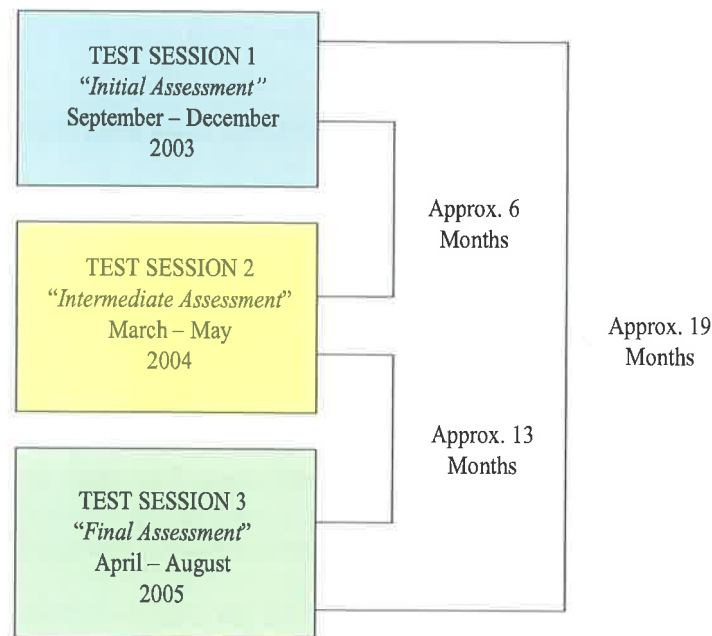 TEST SESSION 1
“Initial Assessment”
September – December
2003
Approx. 6
Months
TEST SESSION 2
“Intermediate Assessment”
March – May
2004
Approx. 19
Months
Approx. 13
Months
TEST SESSION 3
“Final Assessment”
April – August
2005